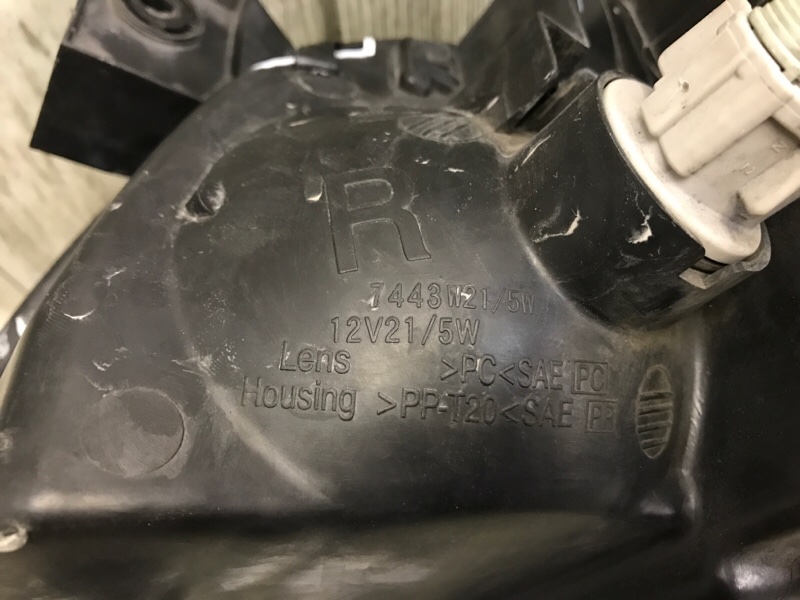 R
7443 W21/5W
12V21/5W
Lens >PC<SAE PC
Housing >PP-T20<SAE PP